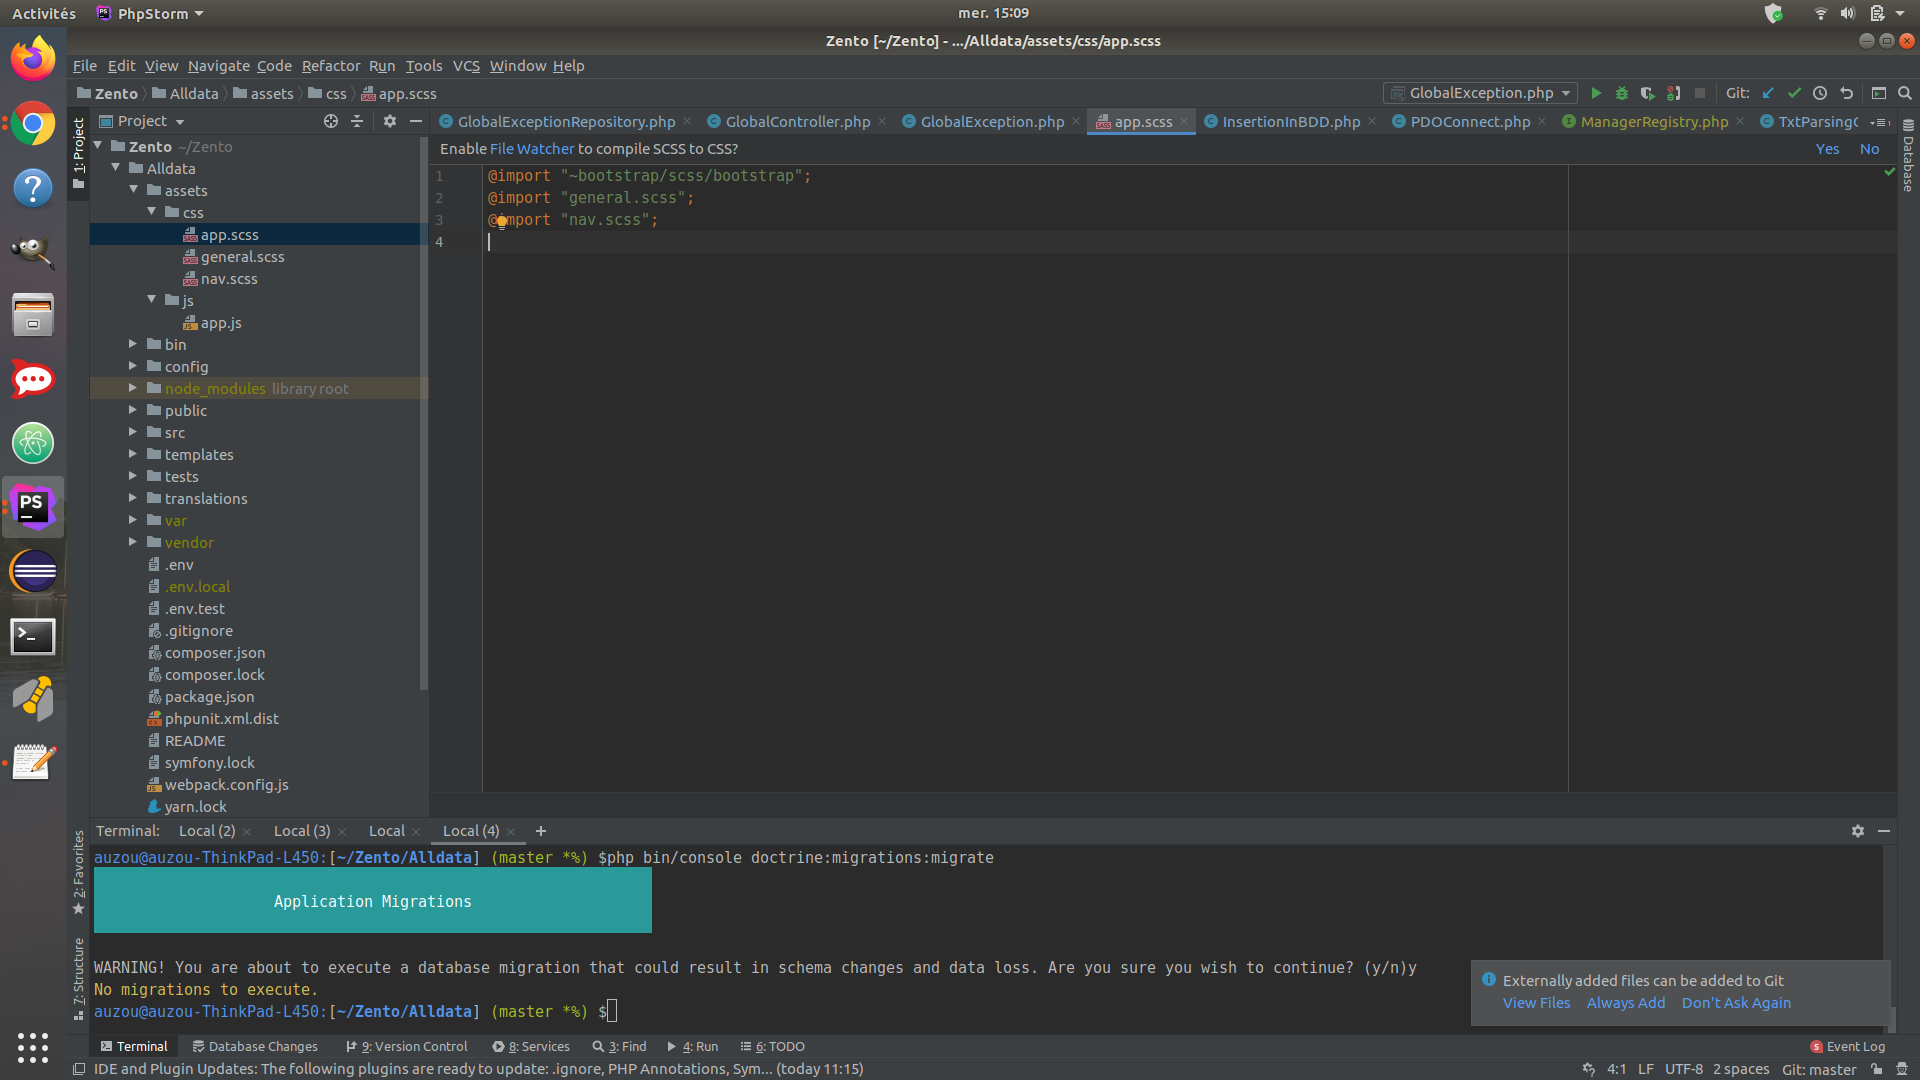 Activités PhpStorm mer. 15:09
Zento [~/Zento] - .../Alldata/assets/css/app.scss
File Edit View Navigate Code Refactor Run Tools VCS Window Help
Zento Alldata assets css app.scss GlobalException.php Git:
1: Project
Project
GlobalExceptionRepository.php GlobalController.php GlobalException.php app.scss InsertionInBDD.php PDOConnect.php ManagerRegistry.php TxtParsingC
Database
Enable File Watcher to compile SCSS to CSS? Yes No
Zento ~/Zento
Alldata
assets
css
app.scss
general.scss
nav.scss
js
app.js
bin
config
node_modules library root
public
src
templates
tests
translations
var
vendor
.env
.env.local
.env.test
.gitignore
composer.json
composer.lock
package.json
phpunit.xml.dist
README
symfony.lock
webpack.config.js
yarn.lock
1 @import "~bootstrap/scss/bootstrap";
2 @import "general.scss";
3 @import "nav.scss";
4
2: Favorites
7: Structure
Terminal: Local (2) Local (3) Local Local (4) +
auzou@auzou-ThinkPad-L450:[~/Zento/Alldata] (master *%) $php bin/console doctrine:migrations:migrate
Application Migrations
WARNING! You are about to execute a database migration that could result in schema changes and data loss. Are you sure you wish to continue? (y/n)y
No migrations to execute.
auzou@auzou-ThinkPad-L450:[~/Zento/Alldata] (master *%) $
Externally added files can be added to Git
View Files Always Add Don't Ask Again
Terminal Database Changes 9: Version Control 8: Services 3: Find 4: Run 6: TODO 5 Event Log
IDE and Plugin Updates: The following plugins are ready to update: .ignore, PHP Annotations, Sym... (today 11:15) 4:1 LF UTF-8 2 spaces Git: master